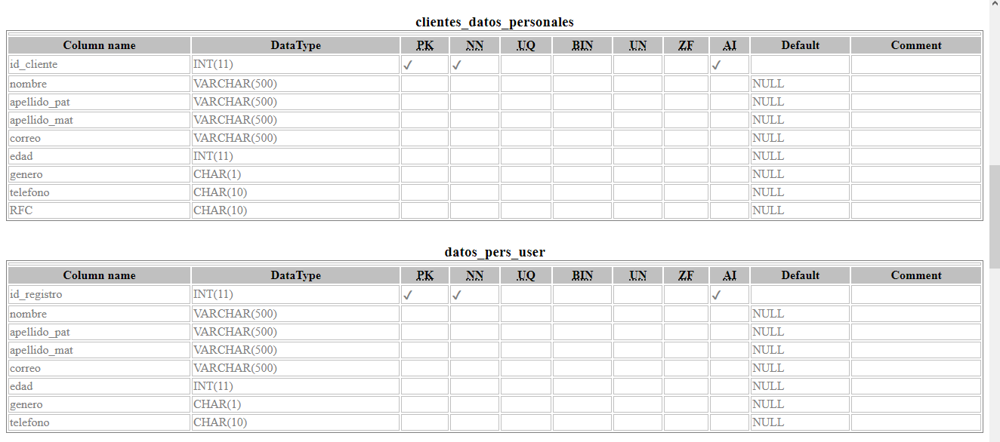 clientes_datos_personales
Column name DataType PK NN UQ BIN UN ZF AI Default Comment
id_cliente INT(11) ✓ ✓ ✓
nombre VARCHAR(500) NULL
apellido_pat VARCHAR(500) NULL
apellido_mat VARCHAR(500) NULL
correo VARCHAR(500) NULL
edad INT(11) NULL
genero CHAR(1) NULL
telefono CHAR(10) NULL
RFC CHAR(10) NULL
datos_pers_user
Column name DataType PK NN UQ BIN UN ZF AI Default Comment
id_registro INT(11) ✓ ✓ ✓
nombre VARCHAR(500) NULL
apellido_pat VARCHAR(500) NULL
apellido_mat VARCHAR(500) NULL
correo VARCHAR(500) NULL
edad INT(11) NULL
genero CHAR(1) NULL
telefono CHAR(10) NULL